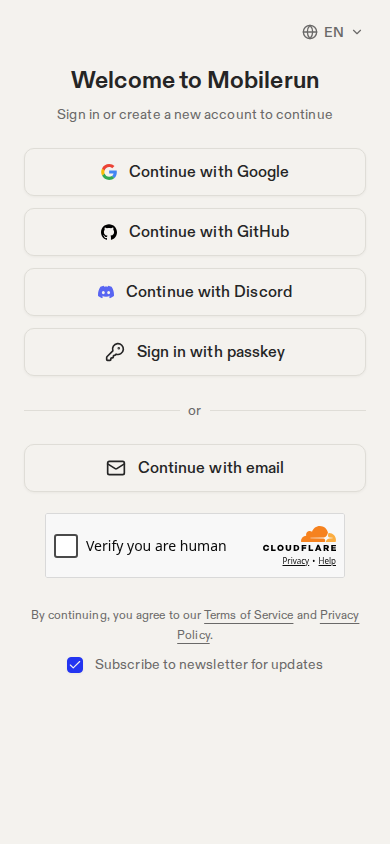 EN
Welcome to Mobilerun
Sign in or create a new account to continue
Continue with Google
Continue with GitHub
Continue with Discord
Sign in with passkey
or
Continue with email
Verify you are human
CLOUDFLARE
Privacy • Help
By continuing, you agree to our Terms of Service and Privacy
Policy.
Subscribe to newsletter for updates